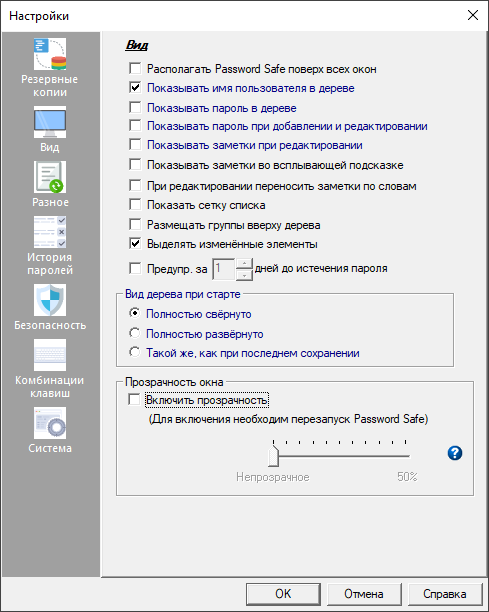 Настройки
Резервные
копии
Вид
Разное
История
паролей
Безопасность
Комбинации
клавиш
Система
Вид
Располагать Password Safe поверх всех окон
Показывать имя пользователя в дереве
Показывать пароль в дереве
Показывать пароль при добавлении и редактировании
Показывать заметки при редактировании
Показывать заметки во всплывающей подсказке
При редактировании переносить заметки по словам
Показать сетку списка
Размещать группы вверху дерева
Выделять изменённые элементы
Предупр. за 1 дней до истечения пароля
Вид дерева при старте
Полностью свёрнуто
Полностью развёрнуто
Такой же, как при последнем сохранении
Прозрачность окна
Включить прозрачность
(Для включения необходим перезапуск Password Safe)
Непрозрачное 50%
OK Отмена Справка